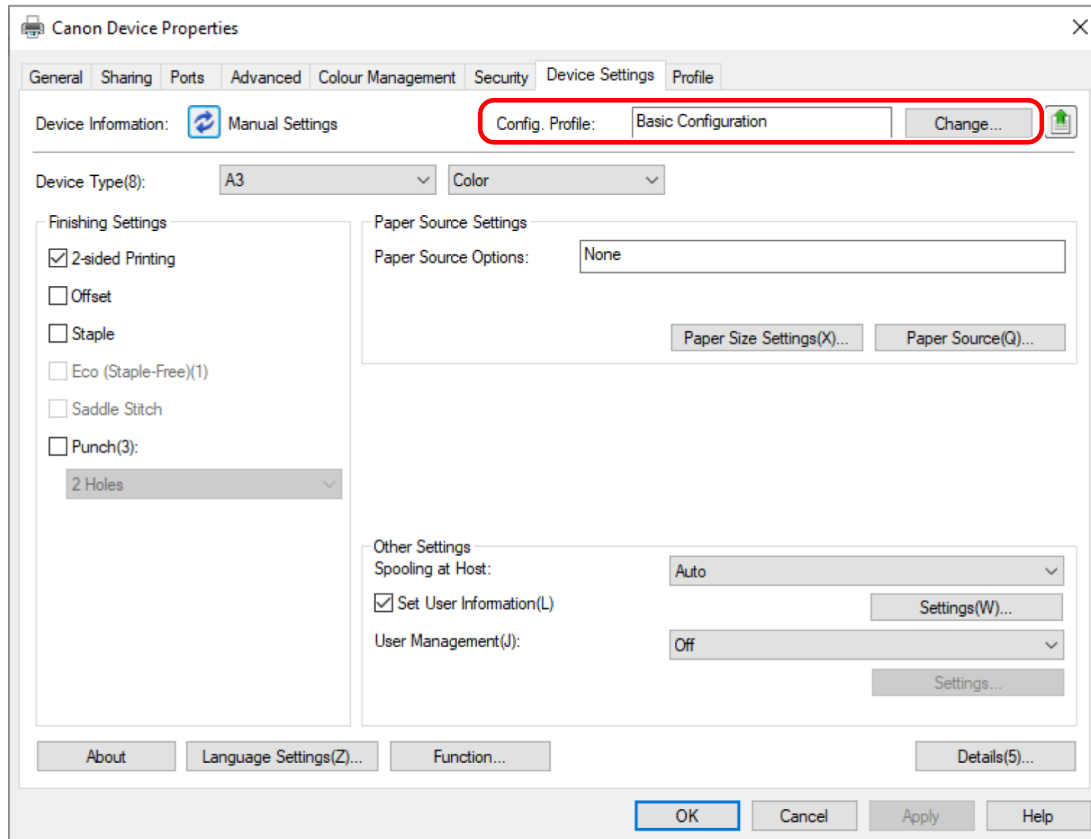 Canon Device Properties
General Sharing Ports Advanced Colour Management Security Device Settings Profile
Device Information: Manual Settings Config. Profile: Basic Configuration Change...
Device Type(8): A3 Color
Finishing Settings
2-sided Printing
Offset
Staple
Eco (Staple-Free)(1)
Saddle Stitch
Punch(3):
2 Holes
Paper Source Settings
Paper Source Options: None
Paper Size Settings(X)... Paper Source(Q)...
Other Settings
Spooling at Host: Auto
Set User Information(L) Settings(W)...
User Management(J): Off
Settings...
About Language Settings(Z)... Function... Details(5)...
OK Cancel Apply Help